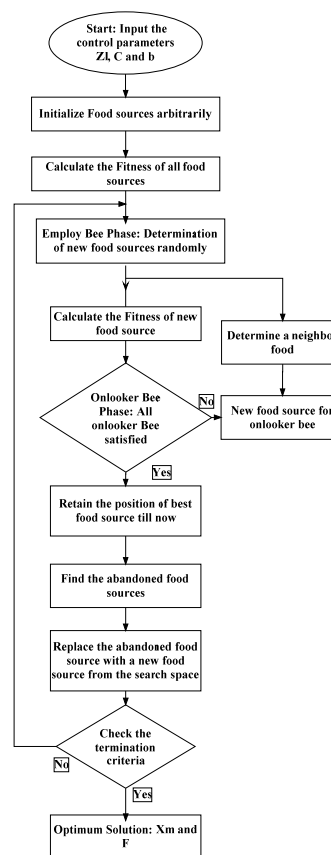 Start: Input the
control parameters
ZI, C and b
Initialize Food sources arbitrarily
Calculate the Fitness of all food
sources
Employ Bee Phase: Determination
of new food sources randomly
Calculate the Fitness of new
food source
Determine a neighbo
food
Onlooker Bee
Phase: All
onlooker Bee
satisfied
No
New food source for
onlooker bee
Yes
Retain the position of best
food source till now
Find the abandoned food
sources
Replace the abandoned food
source with a new food
source from the search space
Check the
termination
criteria
No
Yes
Optimum Solution: Xm and
F